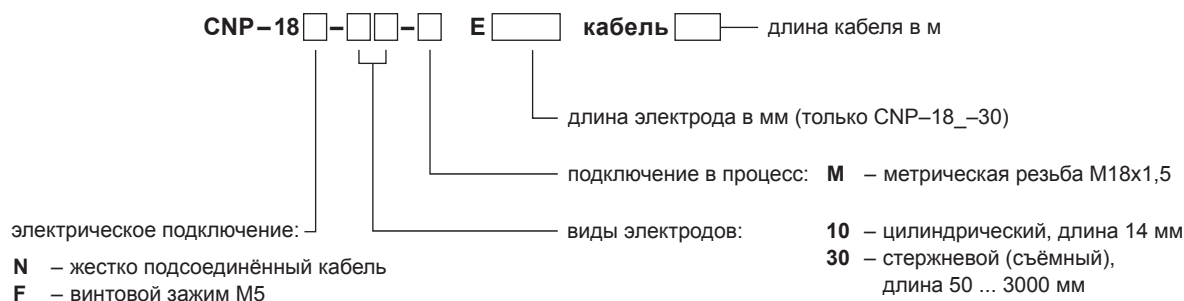 CNP–18□–□□–□ E□ кабель□ длина кабеля в м
длина электрода в мм (только CNP–18_–30)
подключение в процесс: M – метрическая резьба M18x1,5
электрическое подключение:
N – жестко подсоединённый кабель
F – винтовой зажим M5
виды электродов:
10 – цилиндрический, длина 14 мм
30 – стержневой (съёмный),
длина 50 ... 3000 мм